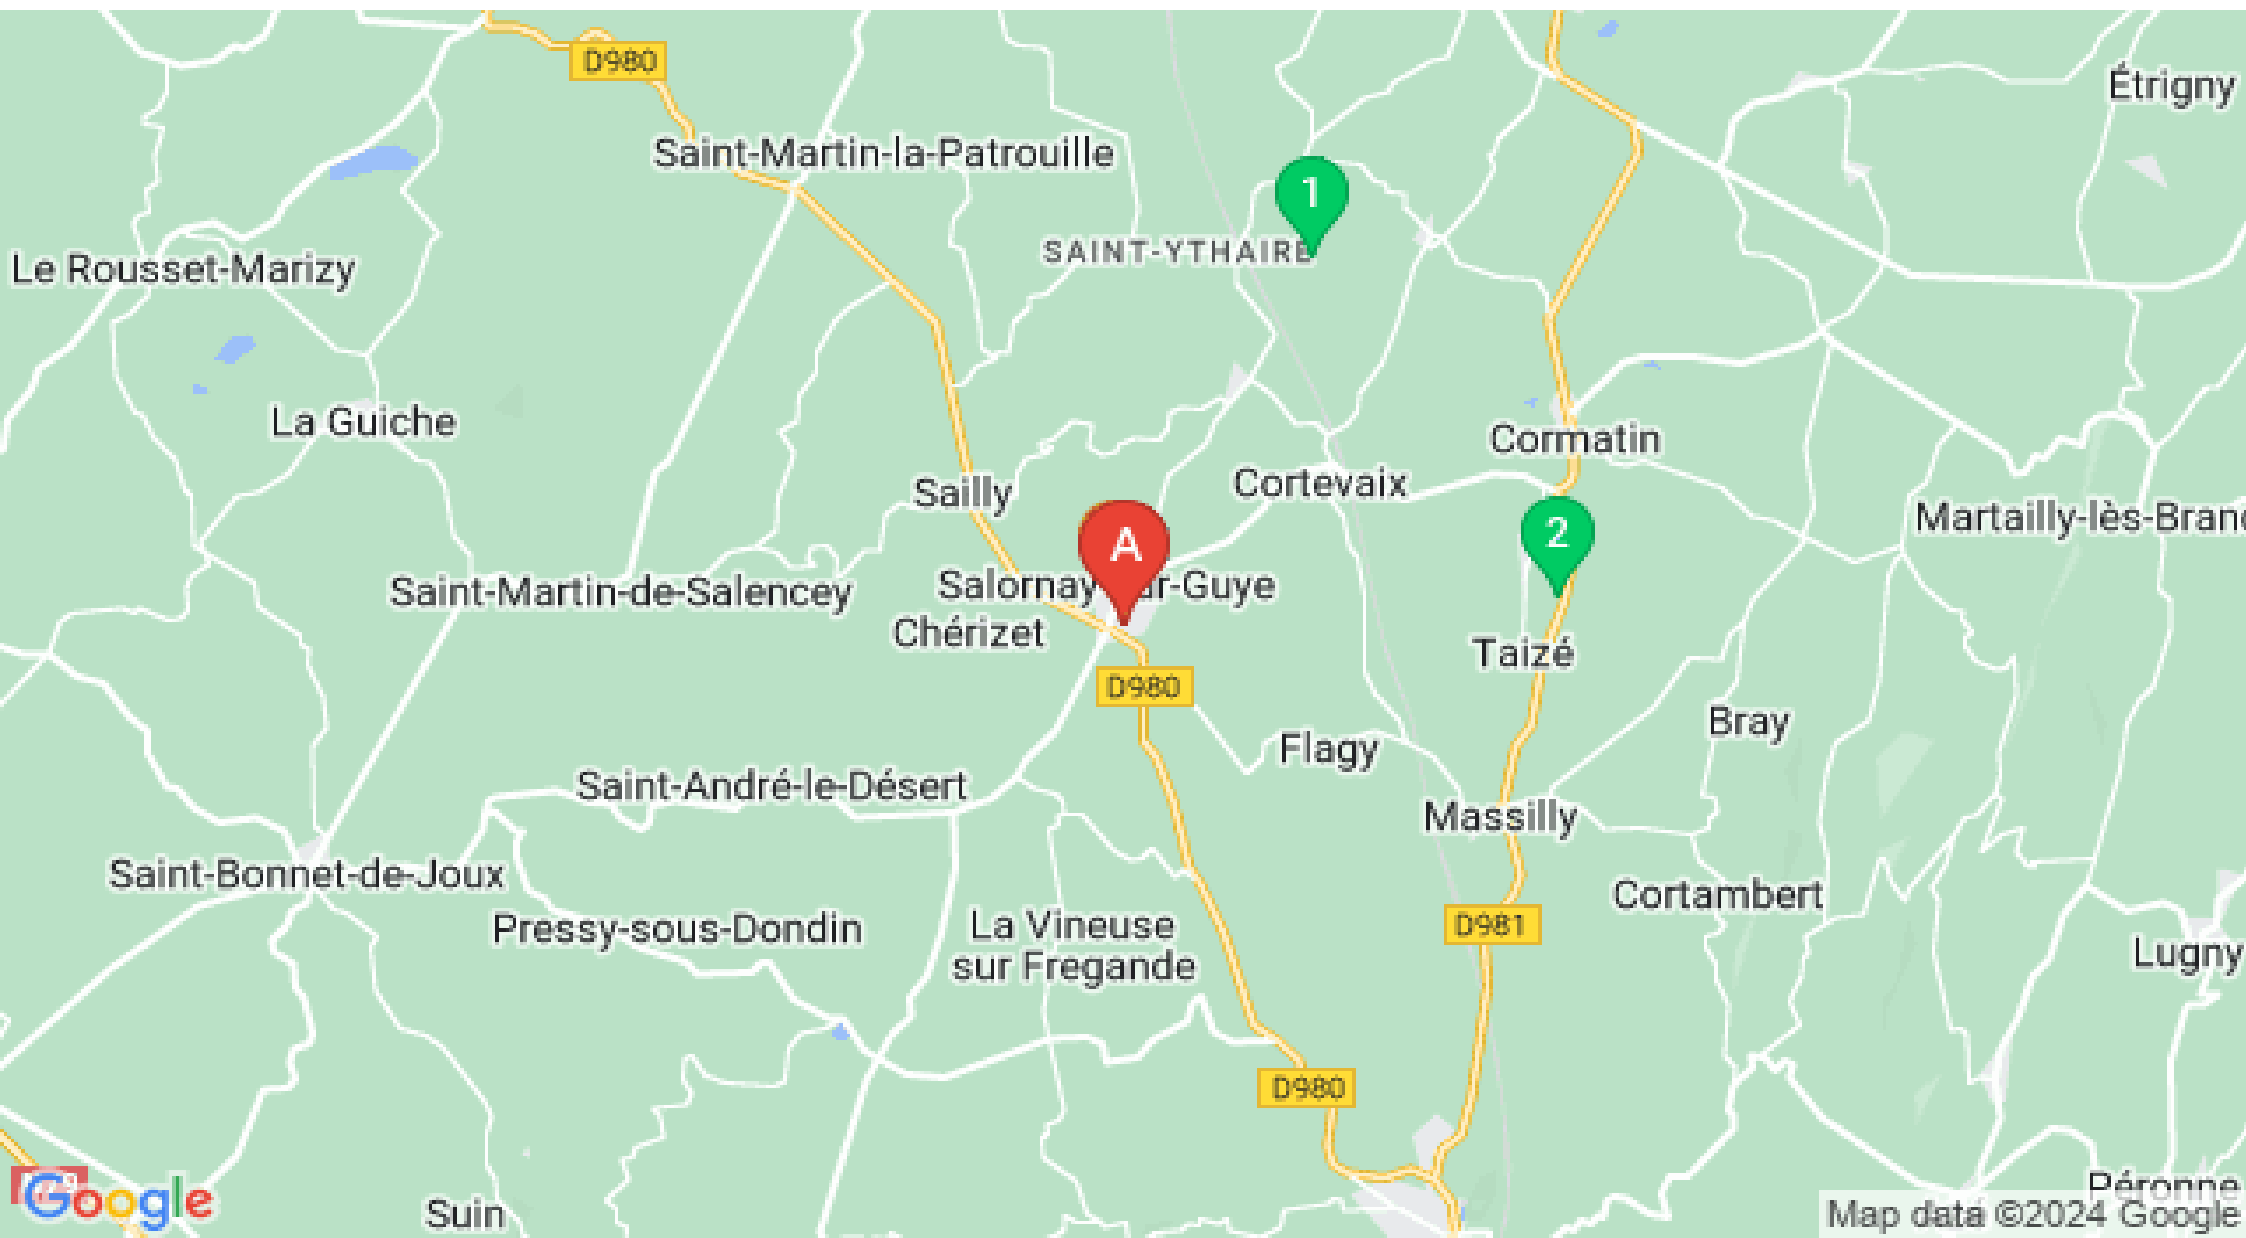 D980
Étrigny
Saint-Martin-la-Patrouille
1
SAINT-YTHAIRE
Le Rousset-Marizy
La Guiche
Cormatin
Sailly
Cortevaix
Martailly-lès-Branc
A
2
Salornay-sur-Guye
Saint-Martin-de-Salencey
Chérizet
Taizé
D980
Bray
Flagy
Saint-André-le-Désert
Massilly
Saint-Bonnet-de-Joux
Cortambert
Pressy-sous-Dondin
La Vineuse
sur Fregande
D981
Lugny
D980
Péronne
Google
Suin
Map data ©2024 Google